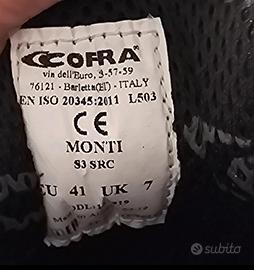 COFRA
via dell'Euro, 3-57-59
76121 - Barletta(BT) - ITALY
EN ISO 20345:2011 L503
CE
MONTI
S3 SRC
EU 41 UK 7
subito